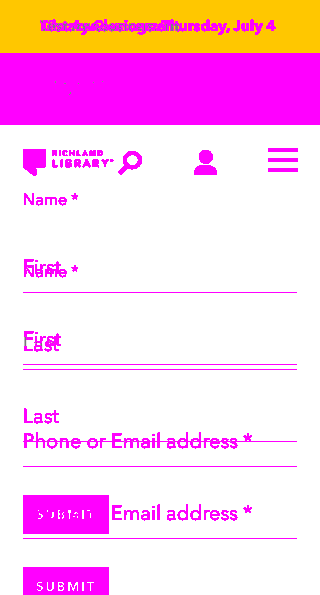 Thursday, July 4
RICHLAND
LIBRARY
Name *
First
Name *
First
Last
Last
Phone or Email address *
SUBMIT
Email address *
SUBMIT